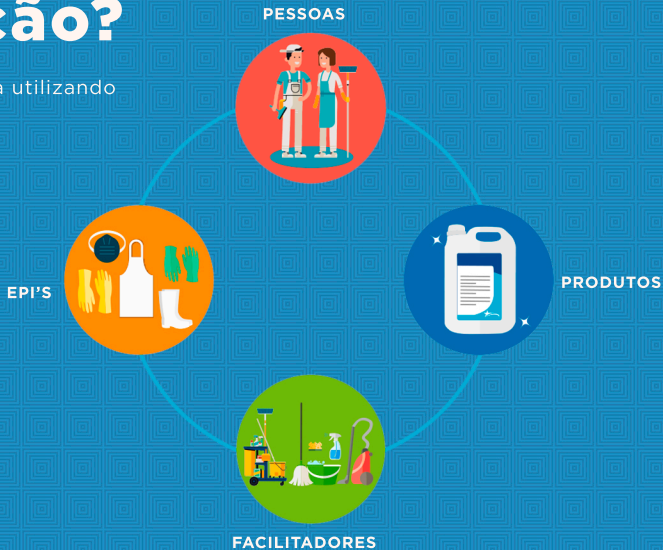 PESSOAS
ção?
a utilizando
EPI'S
PRODUTOS
FACILITADORES